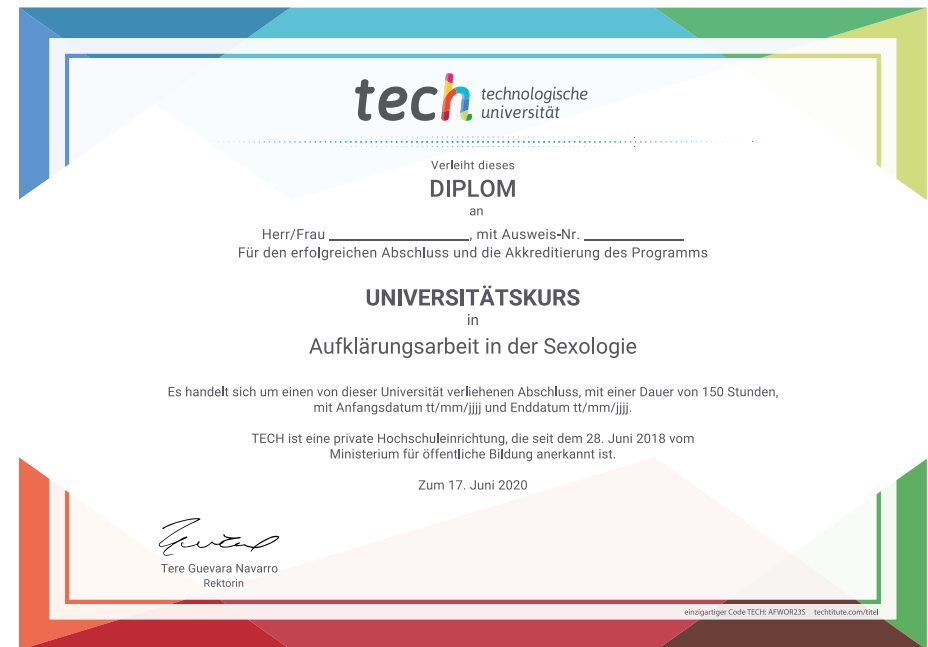 tech technologische
universität
Verleiht dieses
DIPLOM
an
Herr/Frau ____________, mit Ausweis-Nr. ____________
Für den erfolgreichen Abschluss und die Akkreditierung des Programms
UNIVERSITÄTSKURS
in
Aufklärungsarbeit in der Sexologie
Es handelt sich um einen von dieser Universität verliehenen Abschluss, mit einer Dauer von 150 Stunden,
mit Anfangsdatum tt/mm/jjjj und Enddatum tt/mm/jjjj.
TECH ist eine private Hochschuleinrichtung, die seit dem 28. Juni 2018 vom
Ministerium für öffentliche Bildung anerkannt ist.
Zum 17. Juni 2020
Tere Guevara Navarro
Rektorin
einzigartiger Code TECH: AFWOR23S techtitute.com/titel